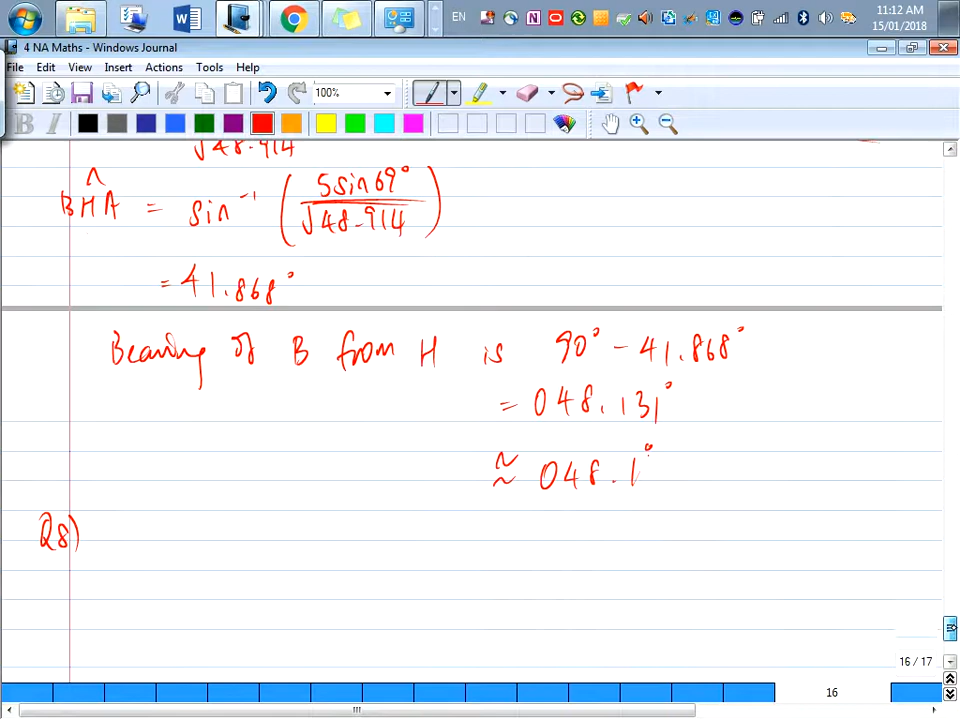 EN
11:12 AM
15/01/2018
4 NA Maths - Windows Journal
File Edit View Insert Actions Tools Help
100%
B I
√48.914
BĤA = sin⁻¹ (5sin69° / √48.914)
= 41.868°
Bearing of B from H is 90° - 41.868°
= 048.131°
≈ 048.1°
Q8)
16 / 17
16